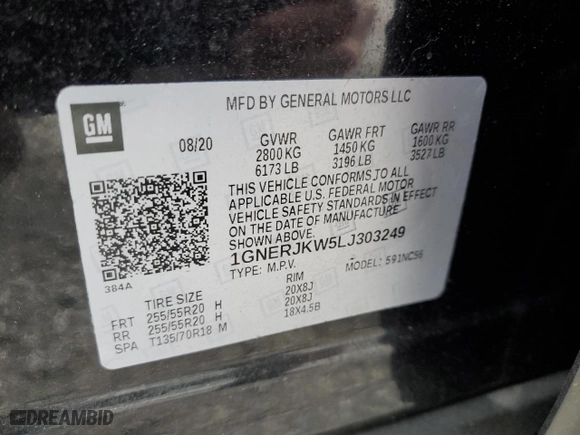 GM
MFD BY GENERAL MOTORS LLC
08/20 GVWR GAWR FRT GAWR RR
2800 KG 1450 KG 1600 KG
6173 LB 3196 LB 3527 LB
THIS VEHICLE CONFORMS TO ALL
APPLICABLE U.S. FEDERAL MOTOR
VEHICLE SAFETY STANDARDS IN EFFECT
ON THE DATE OF MANUFACTURE
SHOWN ABOVE.
1GNERJKW5LJ303249
TYPE: M.P.V. MODEL: 591NC56
384A
TIRE SIZE RIM
FRT 255/55R20 H 20X8J
RR 255/55R20 H 20X8J
SPA T135/70R18 M 18X4.5B
DREAMBID